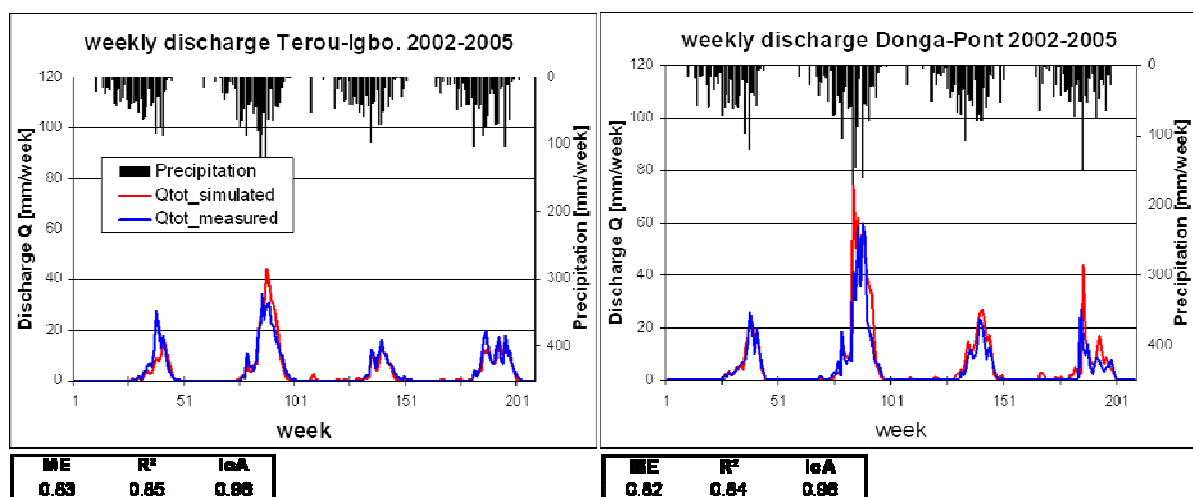 weekly discharge Terou-Igbo. 2002-2005
120
100
80
60
40
20
0
Discharge Q [mm/week]
0
100
200
300
400
Precipitation [mm/week]
Precipitation
Qtot_simulated
Qtot_measured
1 51 101 151 201
week
ME R² IoA
0.83 0.85 0.96
weekly discharge Donga-Pont 2002-2005
120
100
80
60
40
20
0
Discharge Q [mm/week]
0
100
200
300
400
Precipitation [mm/week]
1 51 101 151 201
week
ME R² IoA
0.82 0.84 0.96